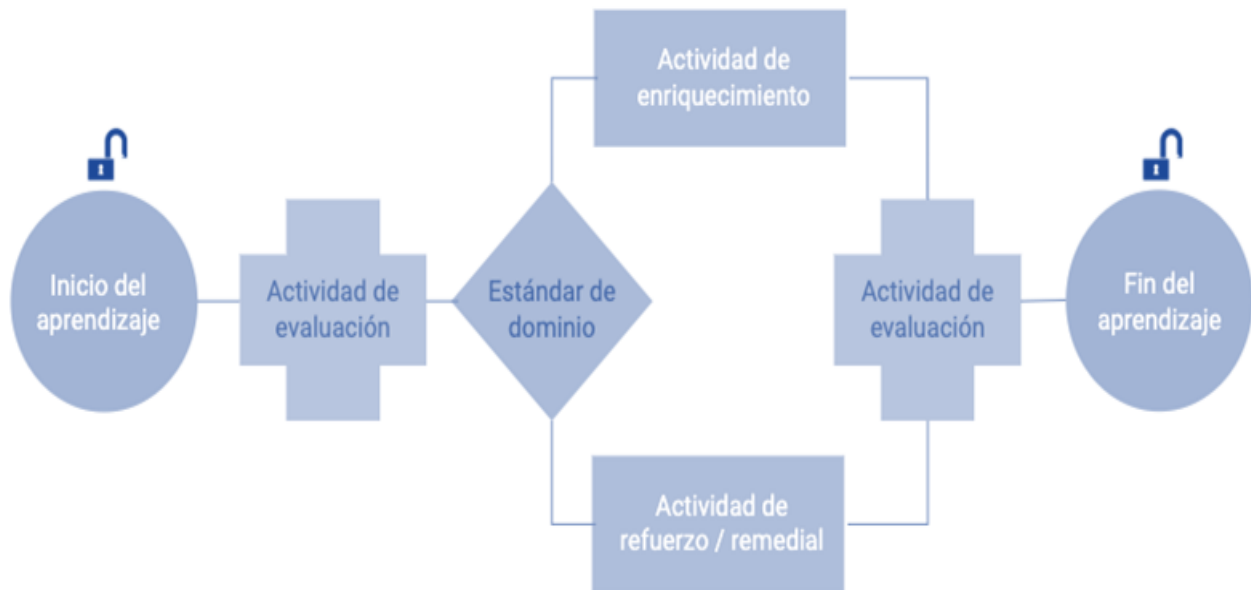 Actividad de
enriquecimiento
Inicio del
aprendizaje
Actividad de
evaluación
Estándar de
dominio
Actividad de
evaluación
Fin del
aprendizaje
Actividad de
refuerzo / remedial